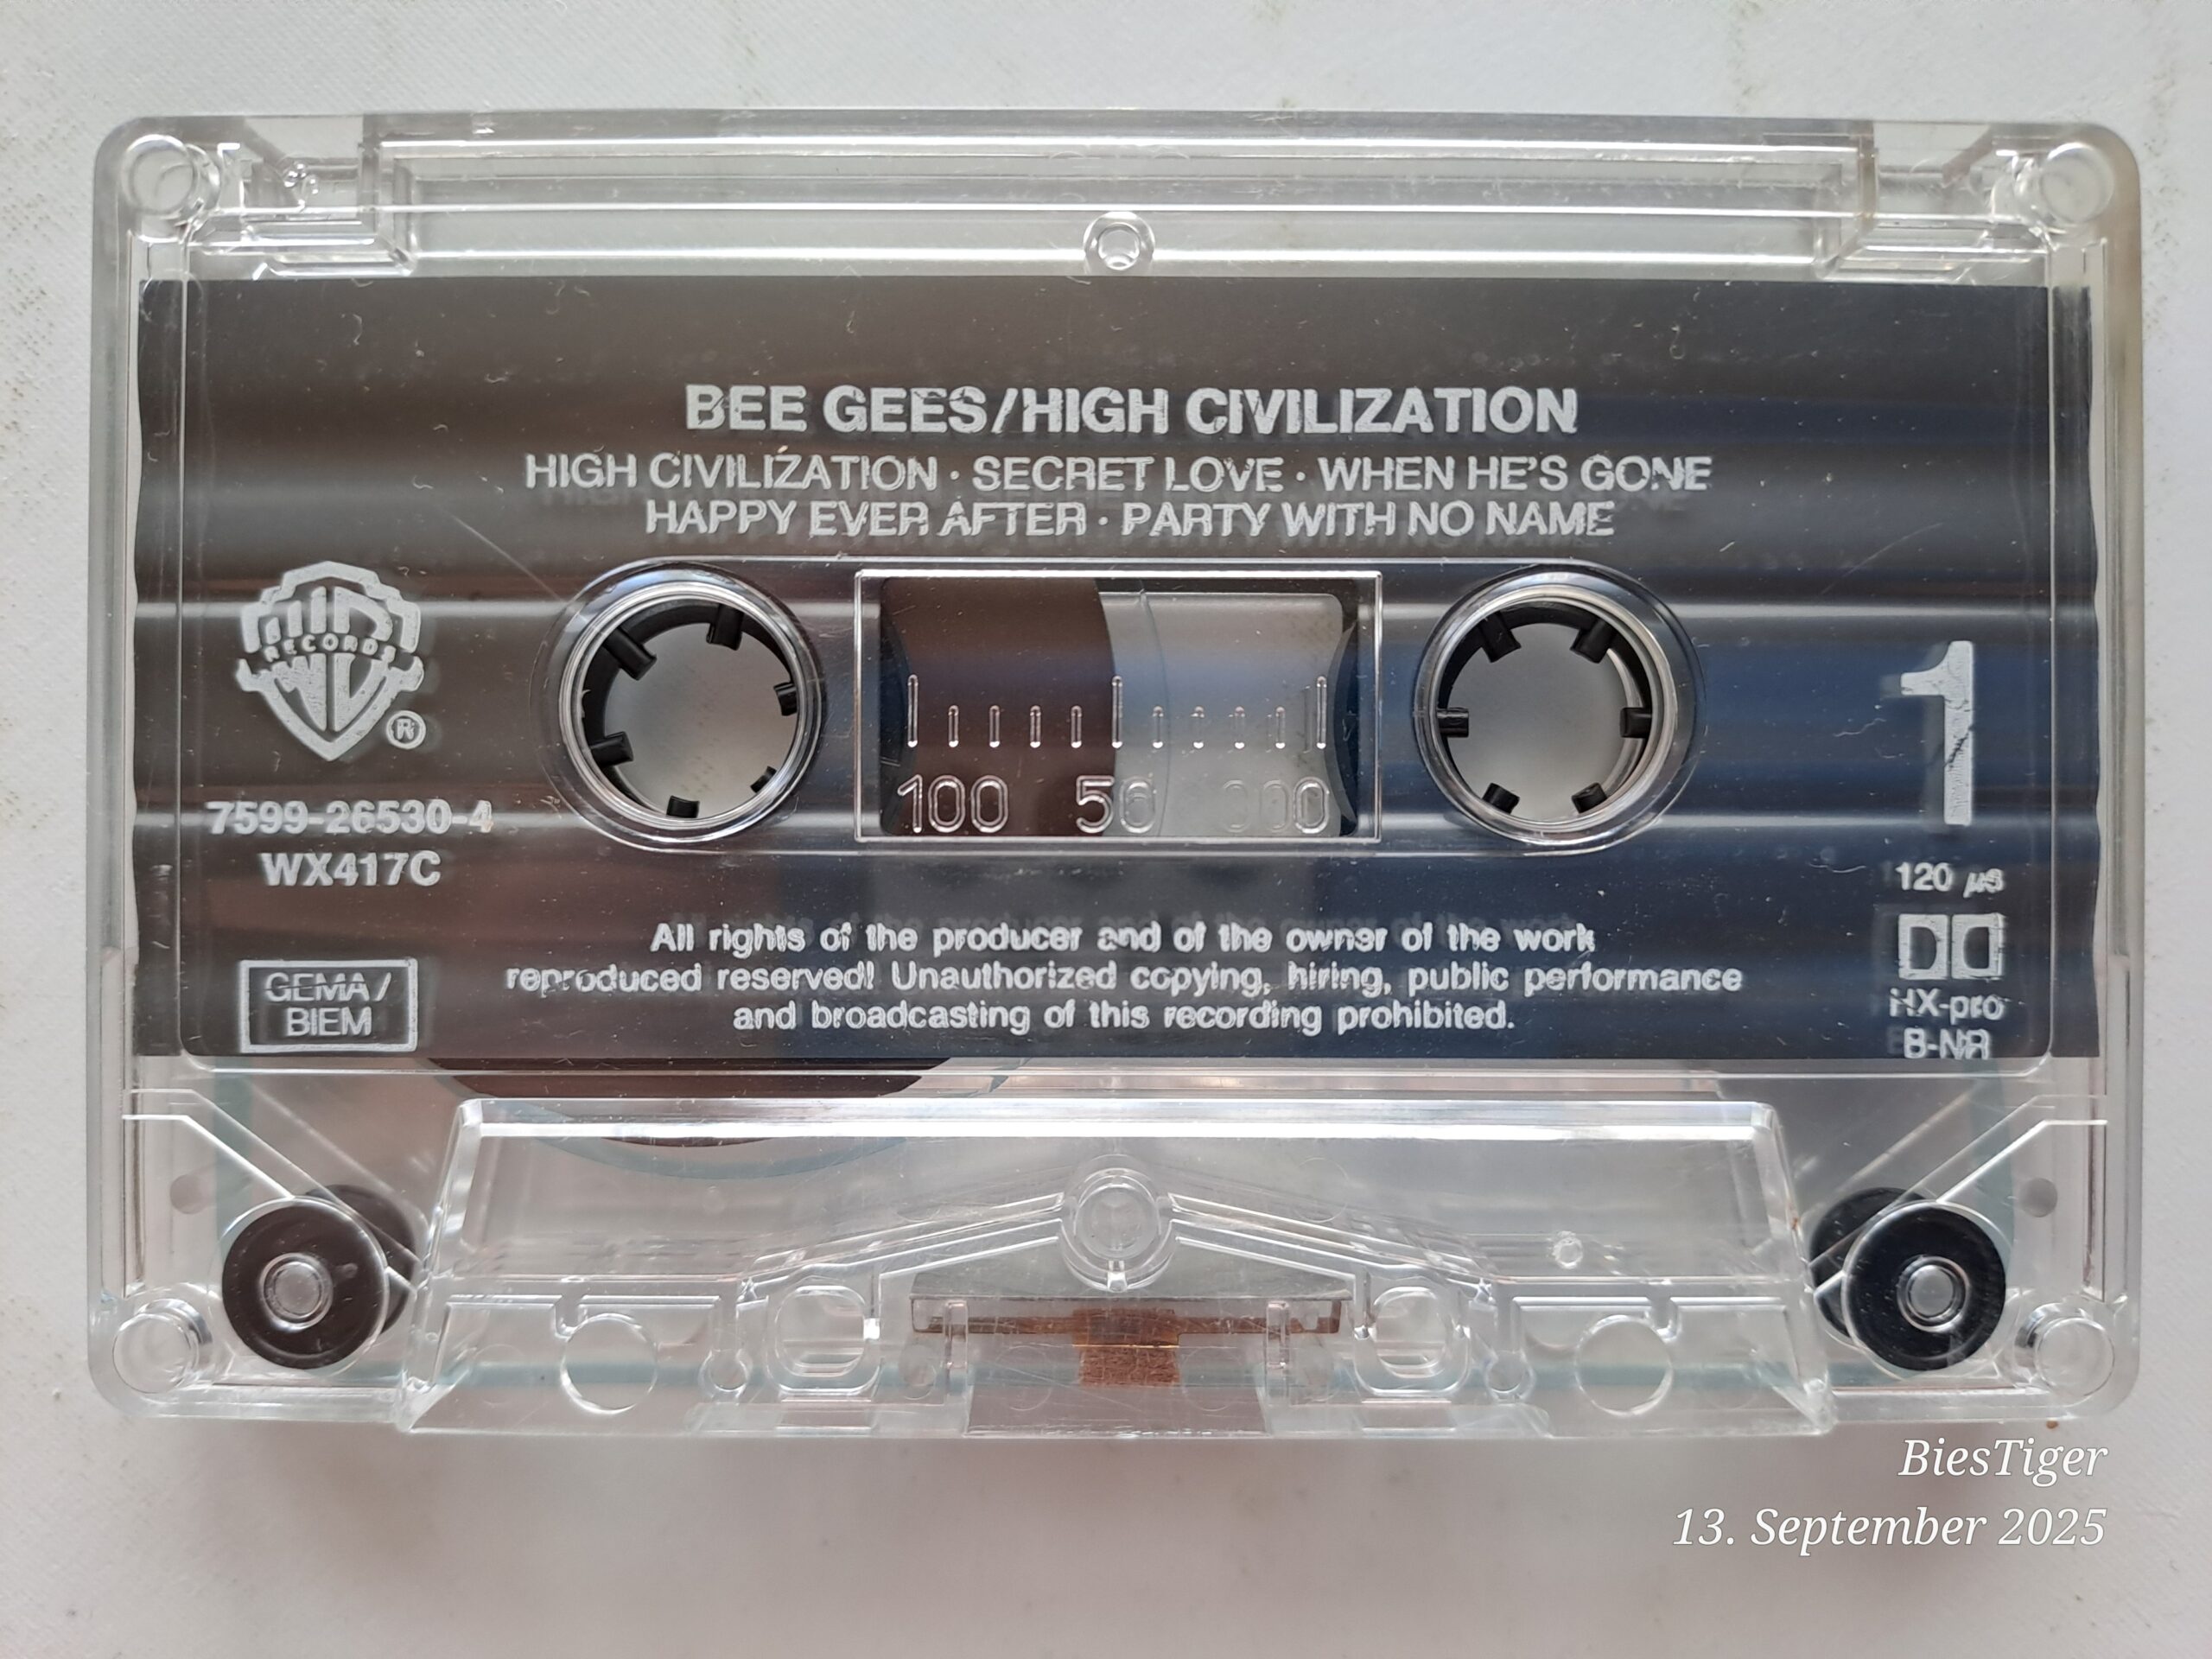 BEE GEES/HIGH CIVILIZATION
HIGH CIVILIZATION · SECRET LOVE · WHEN HE'S GONE
HAPPY EVER AFTER · PARTY WITH NO NAME
RECORDS
®
7599-26530-4
WX417C
GEMA/
BIEM
100 50 000
1
120 µs
HX-pro
B-NR
All rights of the producer and of the owner of the work
reproduced reserved! Unauthorized copying, hiring, public performance
and broadcasting of this recording prohibited.
BiesTiger
13. September 2025